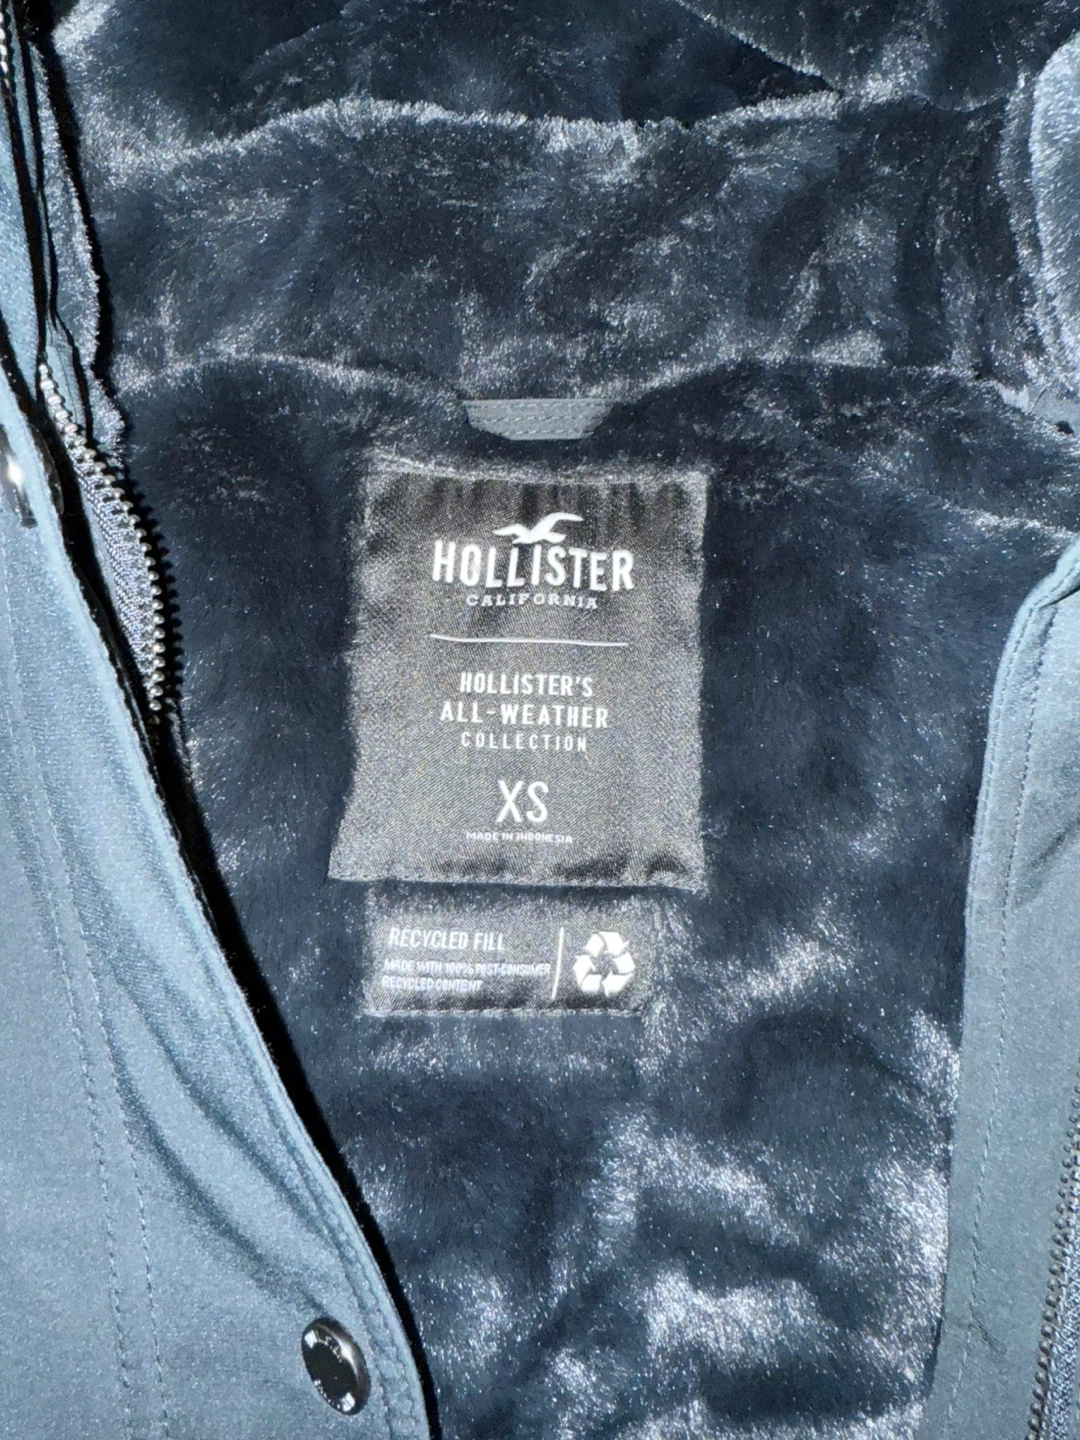 HOLLISTER
CALIFORNIA
HOLLISTER'S
ALL-WEATHER
COLLECTION
XS
MADE IN INDONESIA
RECYCLED FILL
MADE WITH 100% POST-CONSUMER
RECYCLED CONTENT